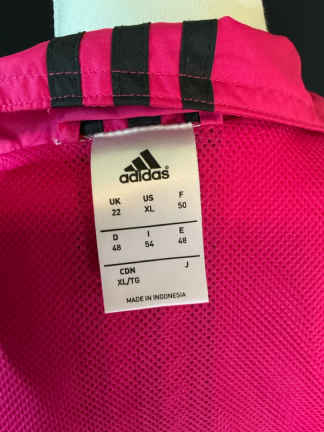 adidas
UK US F
22 XL 50
D I E
48 54 48
CDN J
XL/TG
MADE IN INDONESIA